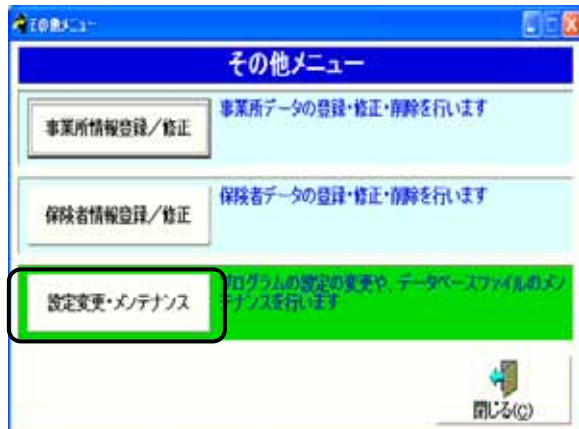 その他メニュー
その他メニュー
事業所情報登録/修正
事業所データの登録・修正・削除を行います
保険者情報登録/修正
保険者データの登録・修正・削除を行います
設定変更・メンテナンス
プログラムの設定の変更や、データベースファイルのメン
テナンスを行います
閉じる(C)